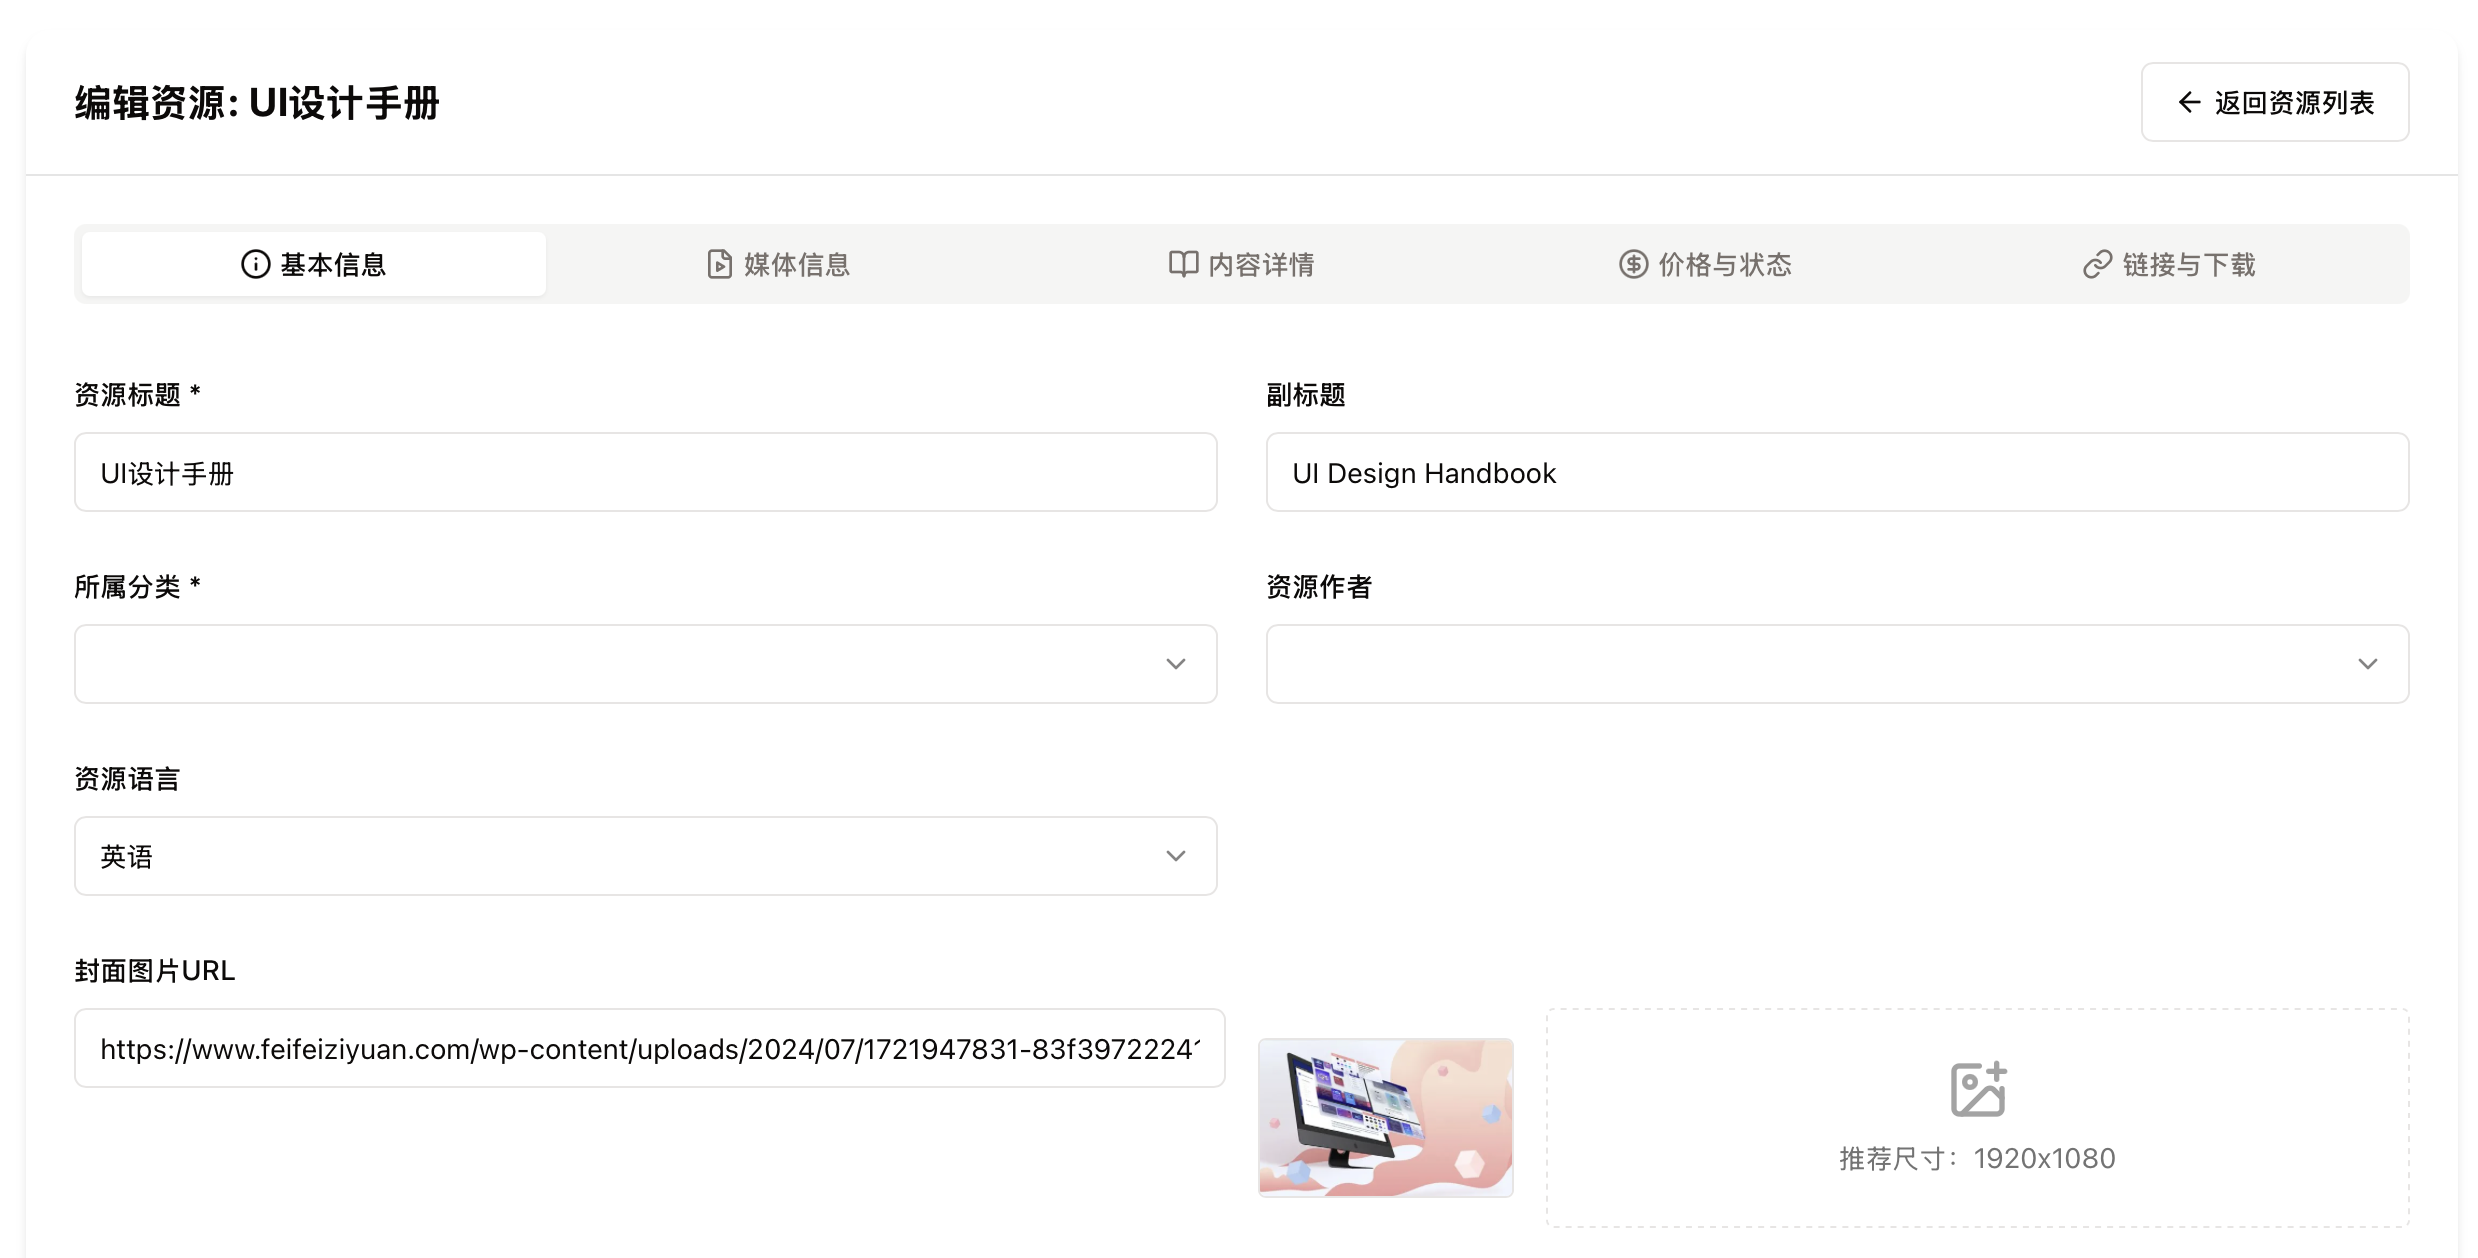 编辑资源: UI设计手册
返回资源列表
基本信息
媒体信息
内容详情
价格与状态
链接与下载
资源标题 *
副标题
UI设计手册
UI Design Handbook
所属分类 *
资源作者
资源语言
英语
封面图片URL
https://www.feifeiziyuan.com/wp-content/uploads/2024/07/1721947831-83f3972224
推荐尺寸：1920x1080